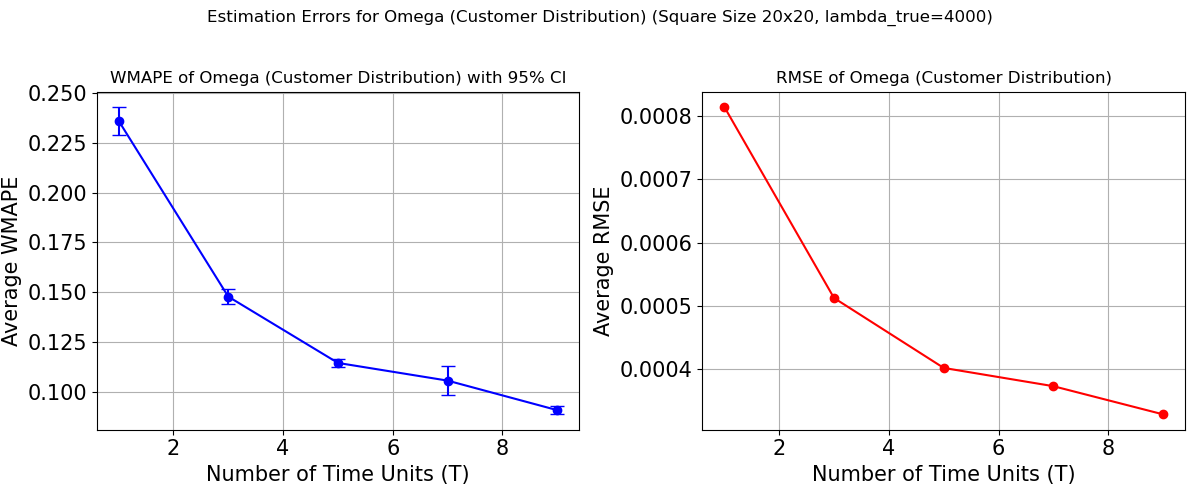 Estimation Errors for Omega (Customer Distribution) (Square Size 20x20, lambda_true=4000)
WMAPE of Omega (Customer Distribution) with 95% CI
0.250
0.225
0.200
0.175
0.150
0.125
0.100
Average WMAPE
2 4 6 8
Number of Time Units (T)
RMSE of Omega (Customer Distribution)
0.0008
0.0007
0.0006
0.0005
0.0004
Average RMSE
2 4 6 8
Number of Time Units (T)